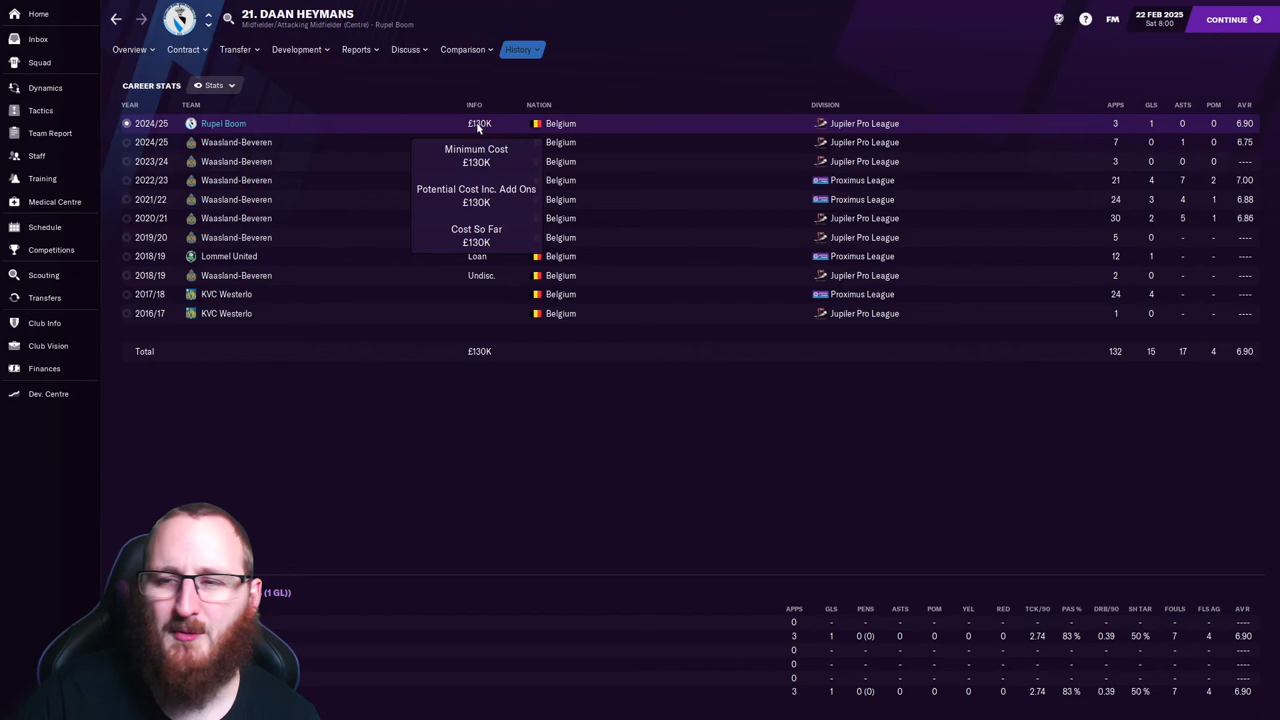 Home
Inbox
Squad
Dynamics
Tactics
Team Report
Staff
Training
Medical Centre
Schedule
Competitions
Scouting
Transfers
Club Info
Club Vision
Finances
Dev. Centre
21. DAAN HEYMANS
Midfielder/Attacking Midfielder (Centre) - Rupel Boom
FM
22 FEB 2025
Sat 8:00
CONTINUE
Overview Contract Transfer Development Reports Discuss Comparison History
CAREER STATS Stats
YEAR TEAM INFO NATION DIVISION APPS GLS ASTS POM AV R
2024/25 Rupel Boom £130K Belgium Jupiler Pro League 3 1 0 0 6.90
2024/25 Waasland-Beveren Belgium Jupiler Pro League 7 0 1 0 6.75
2023/24 Waasland-Beveren Belgium Jupiler Pro League 3 0 0 0 ----
2022/23 Waasland-Beveren Belgium Proximus League 21 4 7 2 7.00
2021/22 Waasland-Beveren Belgium Proximus League 24 3 4 1 6.88
2020/21 Waasland-Beveren Belgium Jupiler Pro League 30 2 5 1 6.86
2019/20 Waasland-Beveren Belgium Jupiler Pro League 5 0 - - ----
2018/19 Lommel United Loan Belgium Proximus League 12 1 - - ----
2018/19 Waasland-Beveren Undisc. Belgium Jupiler Pro League 2 0 - - ----
2017/18 KVC Westerlo Belgium Proximus League 24 4 - - ----
2016/17 KVC Westerlo Belgium Jupiler Pro League 1 0 - - ----
Total £130K 132 15 17 4 6.90
Minimum Cost
£130K
Potential Cost Inc. Add Ons
£130K
Cost So Far
£130K
(1 GL))
APPS GLS PENS ASTS POM YEL RED TCK/90 PAS % DRB/90 SH TAR FOULS FLS AG AV R
0 - - - - - - - - - - - - ----
3 1 0 (0) 0 0 0 0 2.74 83 % 0.39 50 % 7 4 6.90
0 - - - - - - - - - - - - ----
0 - - - - - - - - - - - - ----
0 - - - - - - - - - - - - ----
3 1 0 (0) 0 0 0 0 2.74 83 % 0.39 50 % 7 4 6.90